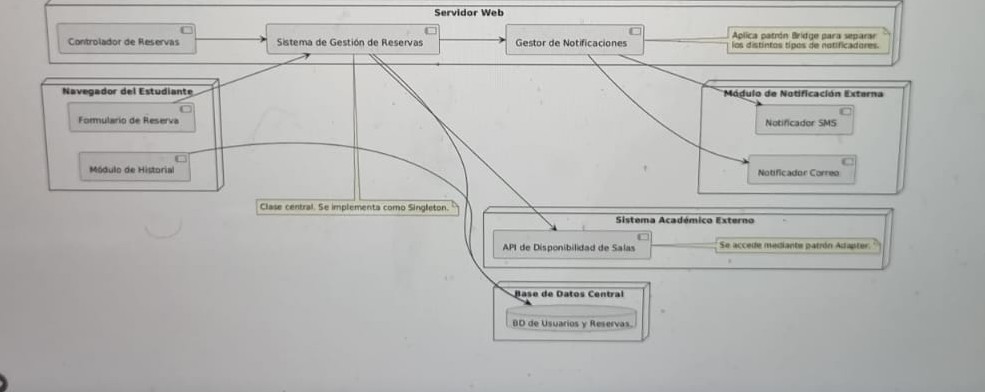 Servidor Web
Controlador de Reservas
Sistema de Gestión de Reservas
Gestor de Notificaciones
Aplica patrón Bridge para separar
los distintos tipos de notificadores.
Navegador del Estudiante
Formulario de Reserva
Módulo de Historial
Módulo de Notificación Externa
Notificador SMS
Notificador Correo
Clase central. Se implementa como Singleton.
Sistema Académico Externo
API de Disponibilidad de Salas
Se accede mediante patrón Adapter.
Base de Datos Central
BD de Usuarios y Reservas